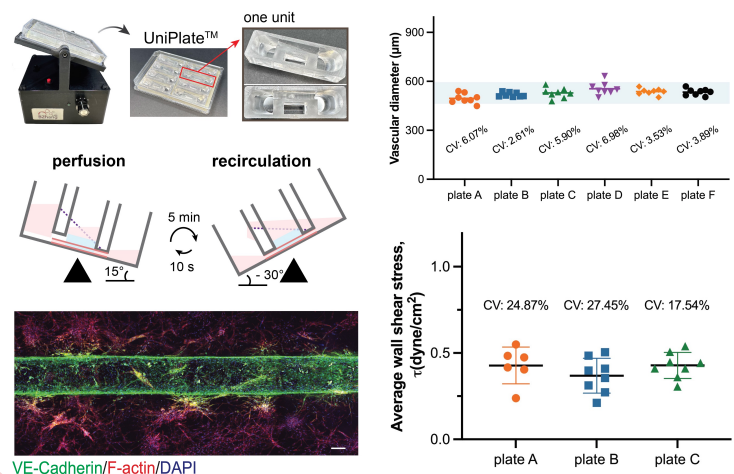 UniPlate™
one unit
perfusion
recirculation
5 min
10 s
15°
- 30°
VE-Cadherin/F-actin/DAPI
Vascular diameter (μm)
900
600
300
0
CV: 6.07%
CV: 2.61%
CV: 5.90%
CV: 6.98%
CV: 3.53%
CV: 3.89%
plate A
plate B
plate C
plate D
plate E
plate F
Average wall shear stress,
τ(dyne/cm²)
1.0
0.5
0.0
CV: 24.87%
CV: 27.45%
CV: 17.54%
plate A
plate B
plate C